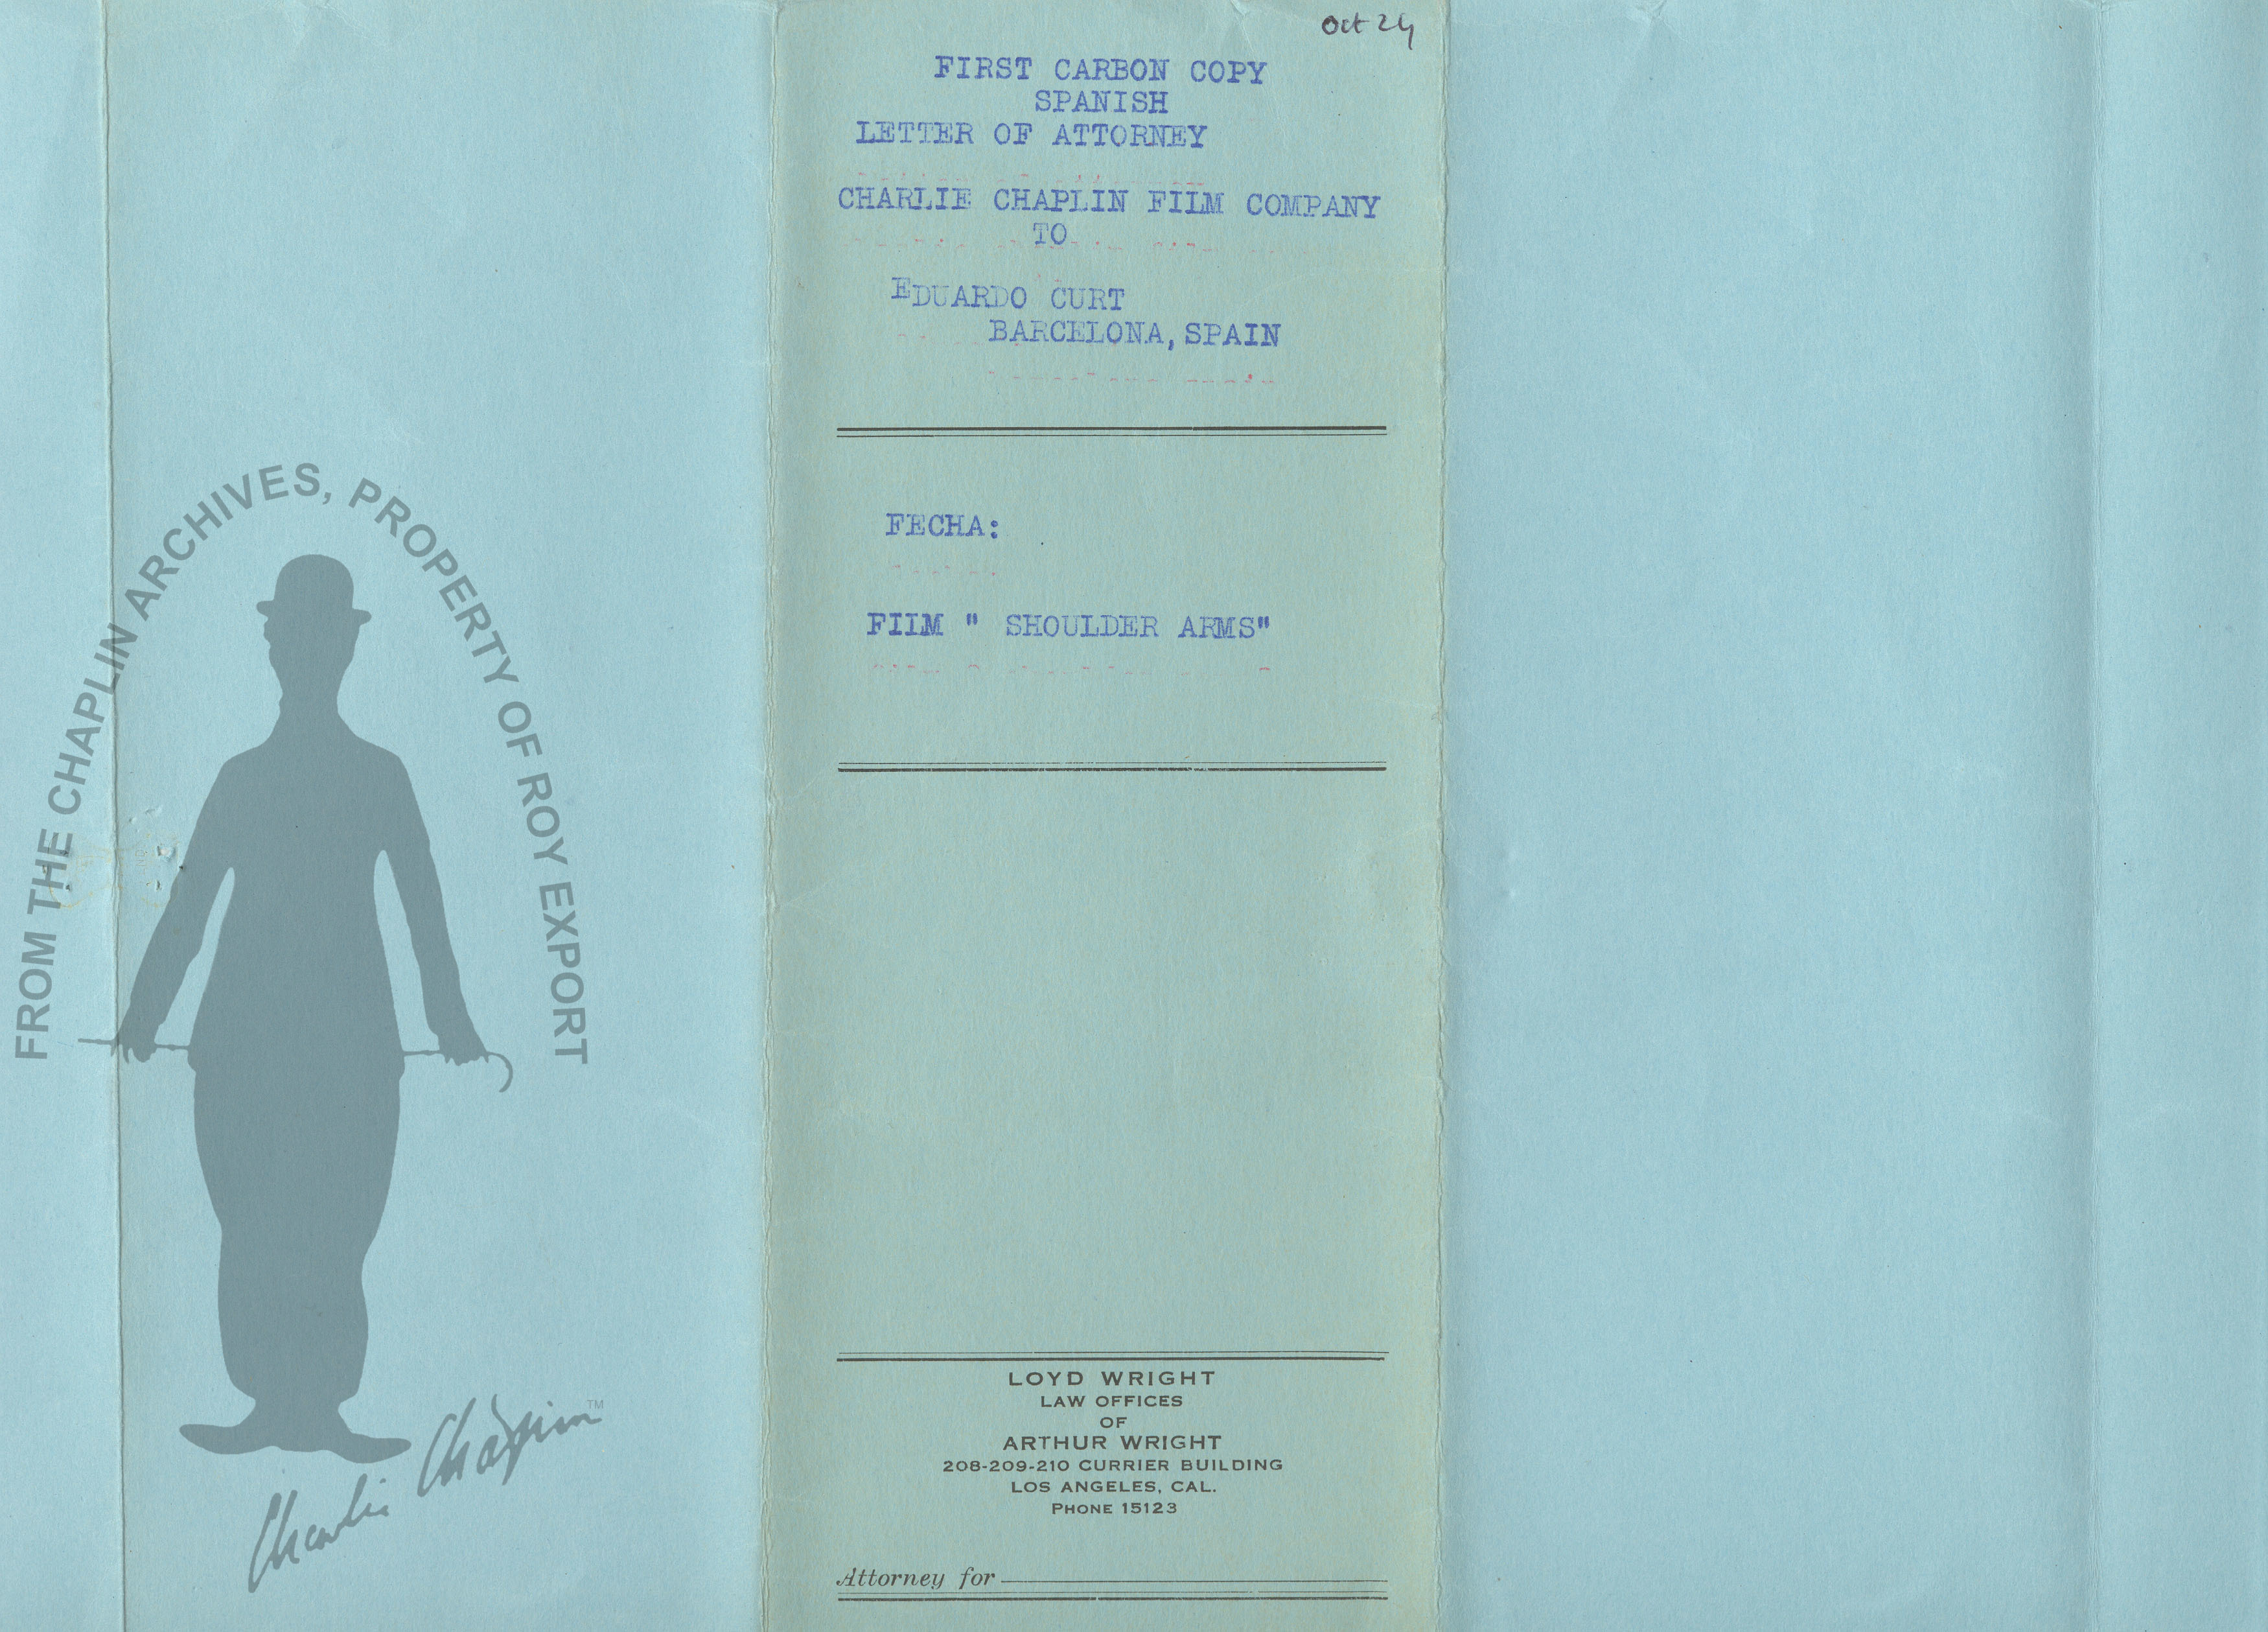 Oct 24
FIRST CARBON COPY
SPANISH
LETTER OF ATTORNEY
CHARLIE CHAPLIN FILM COMPANY
TO
EDUARDO CURT
BARCELONA, SPAIN
FECHA:
FIIM " SHOULDER ARMS"
LOYD WRIGHT
LAW OFFICES
OF
ARTHUR WRIGHT
208-209-210 CURRIER BUILDING
LOS ANGELES, CAL.
PHONE 15123
Attorney for
FROM THE CHAPLIN ARCHIVES, PROPERTY OF ROY EXPORT
Charlie Chaplin TM